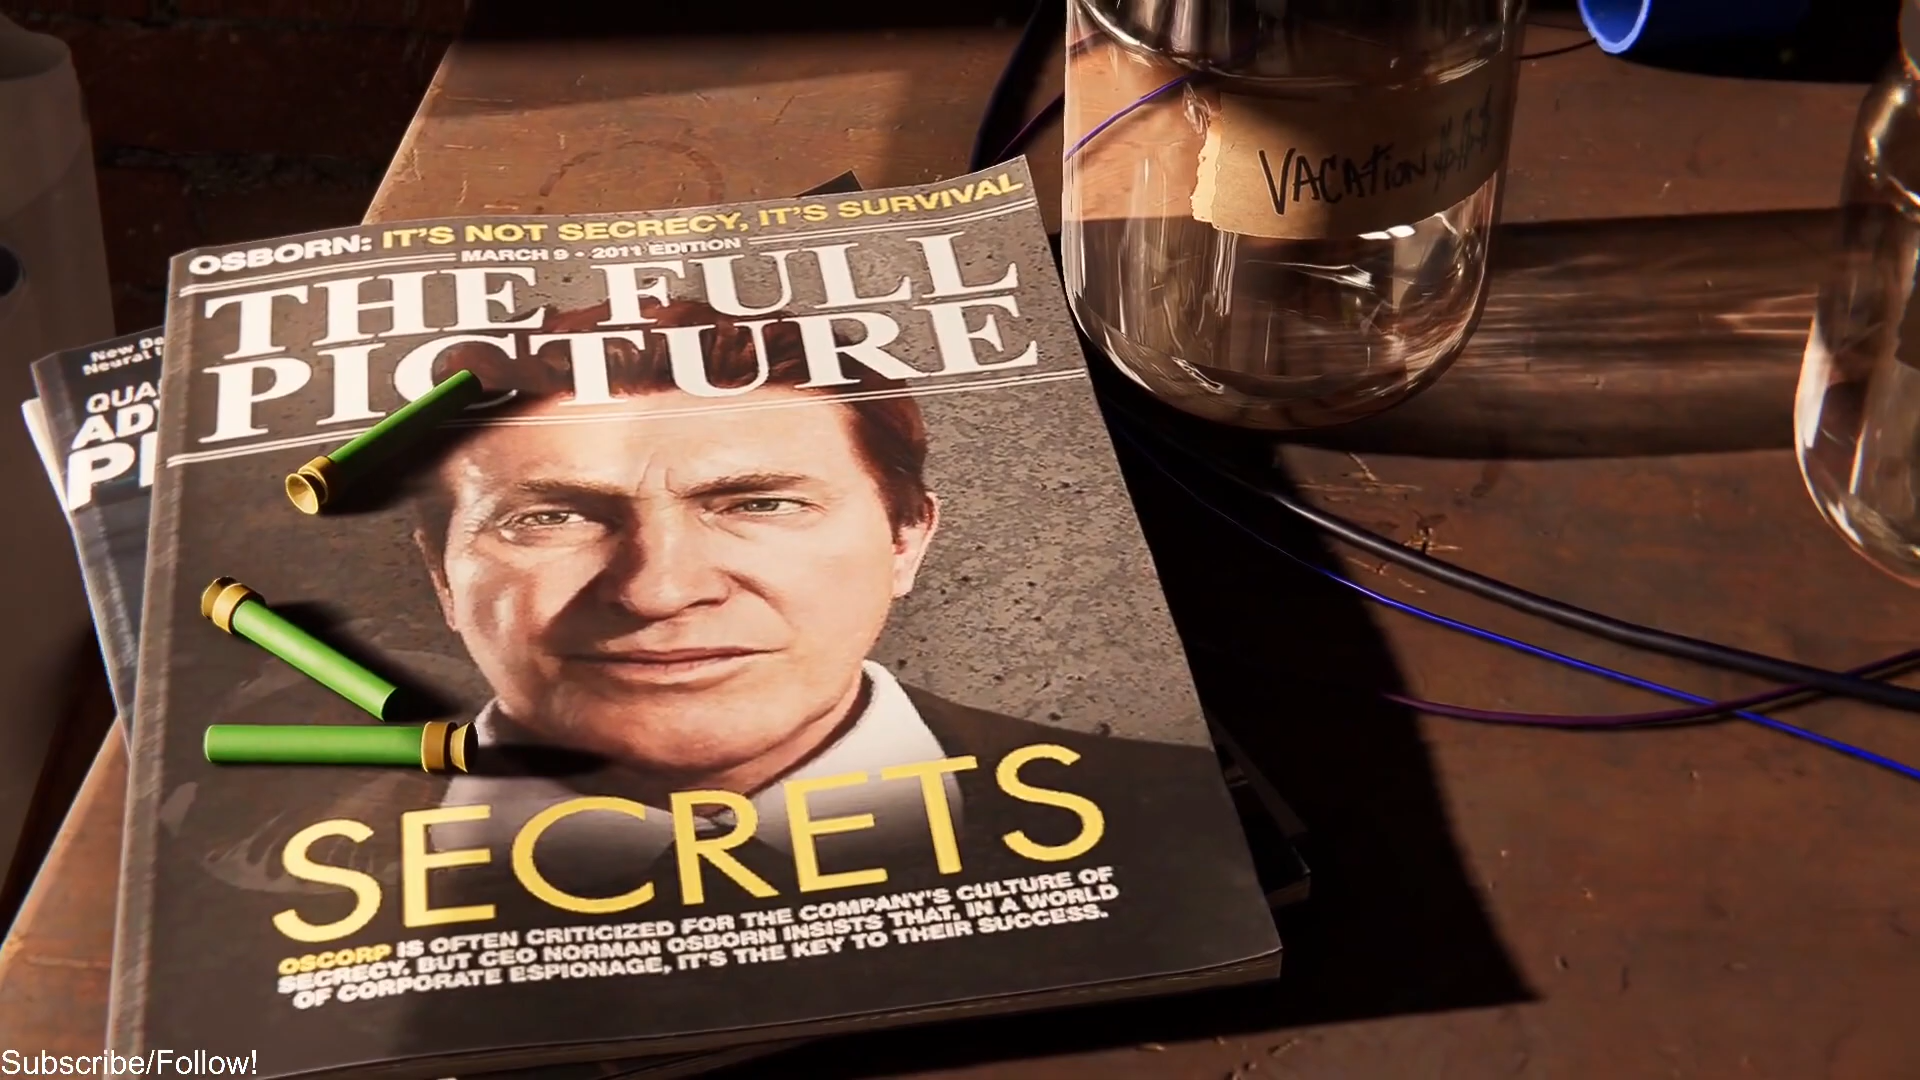 VACATION
OSBORN: IT'S NOT SECRECY, IT'S SURVIVAL
MARCH 9 • 2011 EDITION
THE FULL
PICTURE
New
Neural
SECRETS
OSCORP IS OFTEN CRITICIZED FOR THE COMPANY'S CULTURE OF
SECRECY. BUT CEO NORMAN OSBORN INSISTS THAT, IN A WORLD
OF CORPORATE ESPIONAGE, IT'S THE KEY TO THEIR SUCCESS.
Subscribe/Follow!